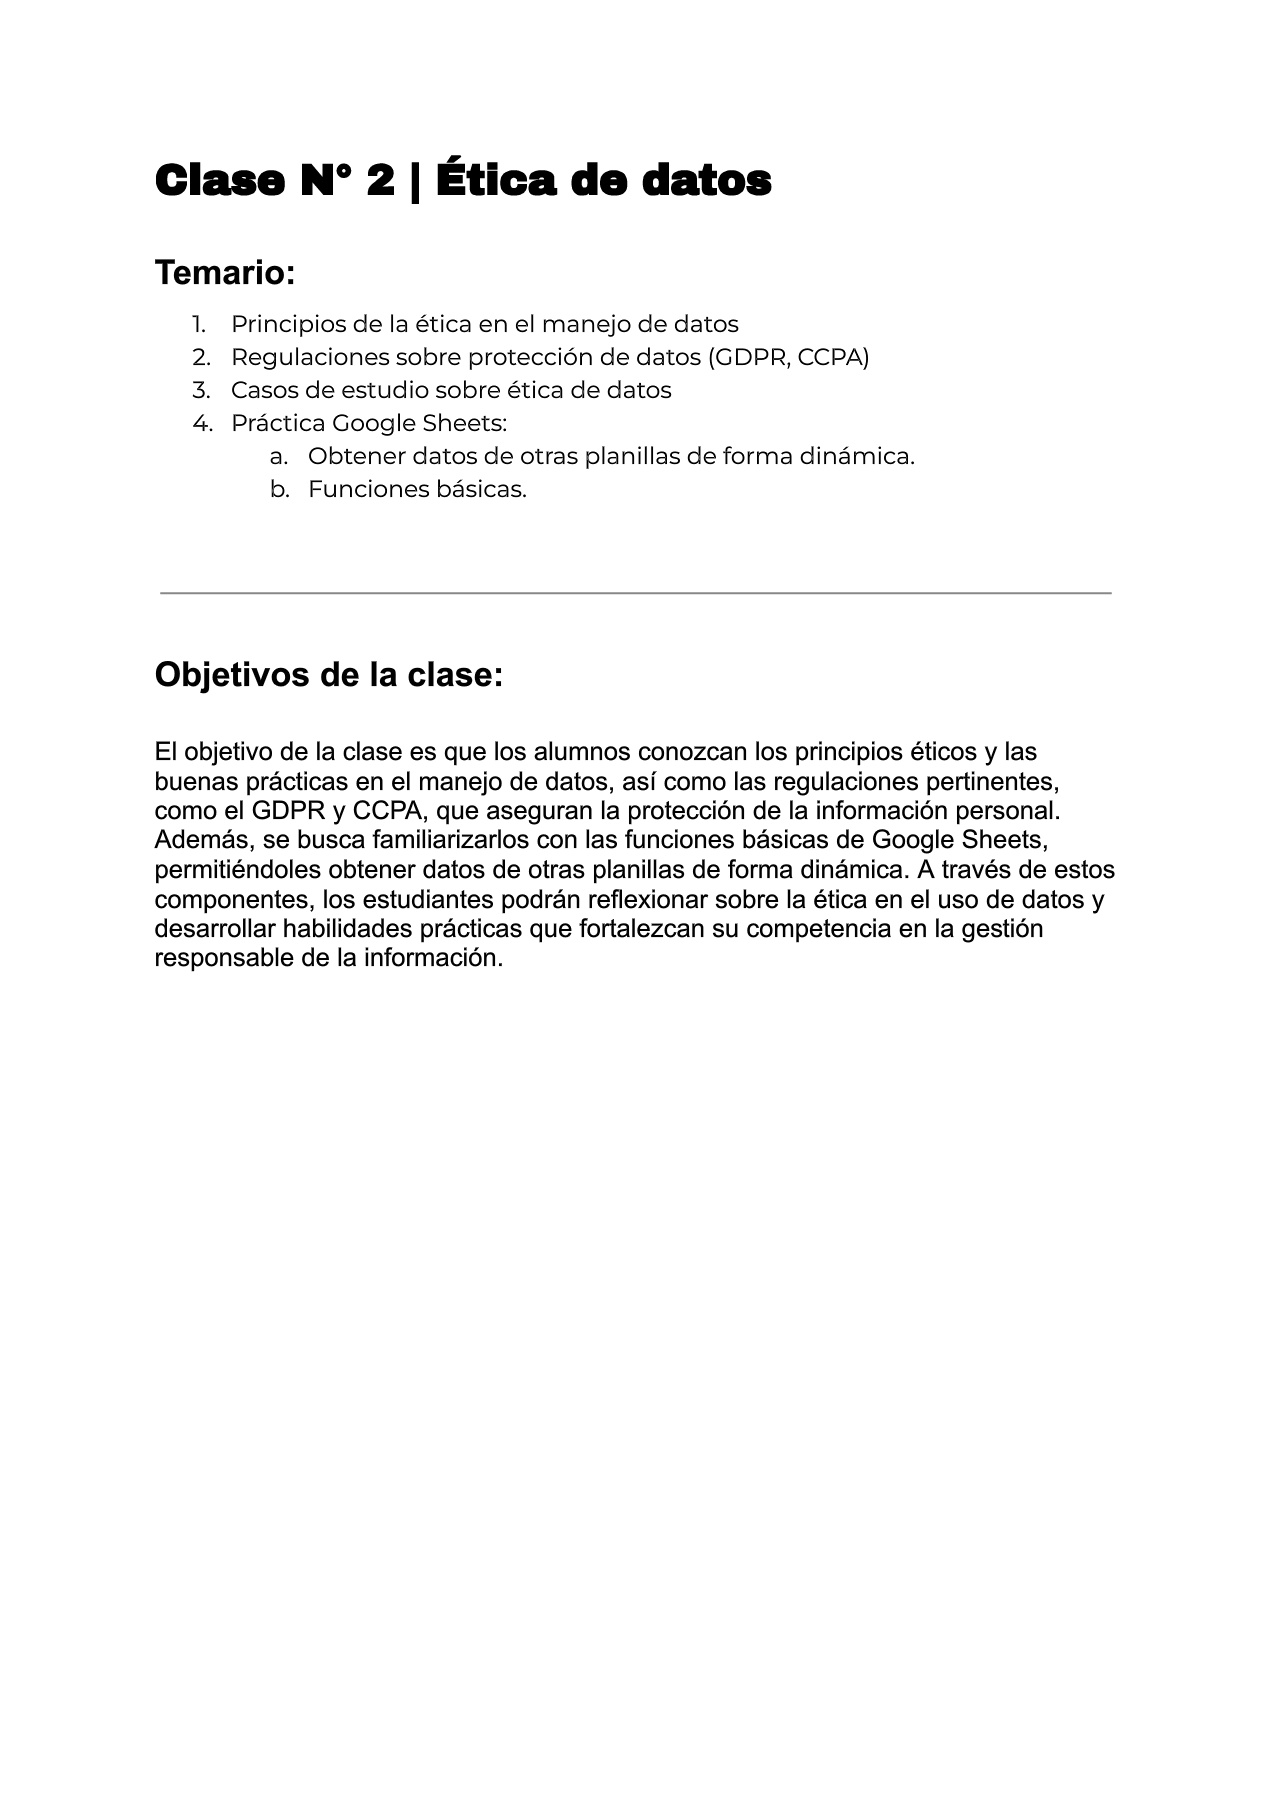 Clase N° 2 | Ética de datos
Temario:
1. Principios de la ética en el manejo de datos
2. Regulaciones sobre protección de datos (GDPR, CCPA)
3. Casos de estudio sobre ética de datos
4. Práctica Google Sheets:
a. Obtener datos de otras planillas de forma dinámica.
b. Funciones básicas.
Objetivos de la clase:
El objetivo de la clase es que los alumnos conozcan los principios éticos y las
buenas prácticas en el manejo de datos, así como las regulaciones pertinentes,
como el GDPR y CCPA, que aseguran la protección de la información personal.
Además, se busca familiarizarlos con las funciones básicas de Google Sheets,
permitiéndoles obtener datos de otras planillas de forma dinámica. A través de estos
componentes, los estudiantes podrán reflexionar sobre la ética en el uso de datos y
desarrollar habilidades prácticas que fortalezcan su competencia en la gestión
responsable de la información.